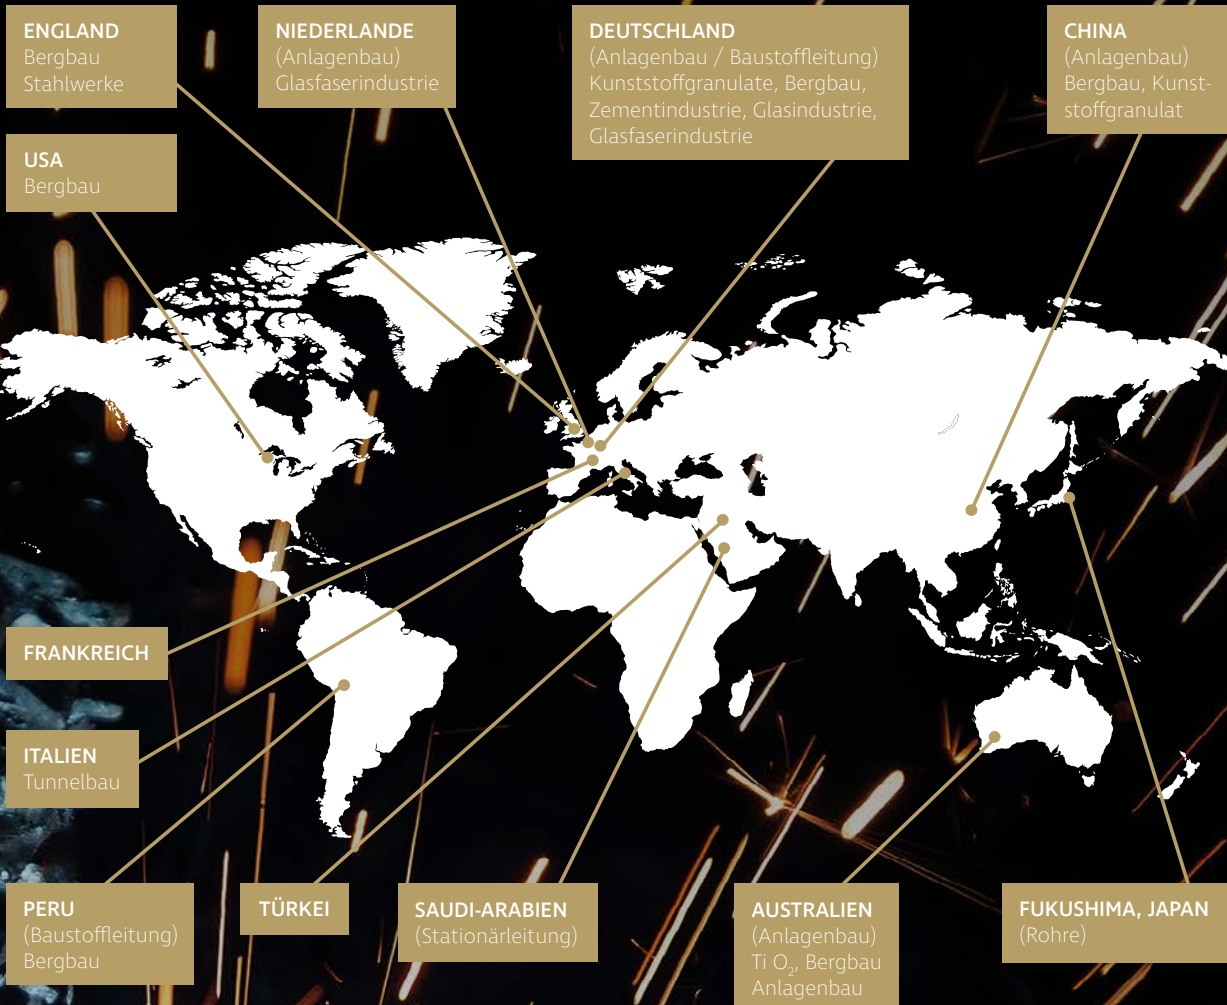 ENGLAND
Bergbau
Stahlwerke
NIEDERLANDE
(Anlagenbau)
Glasfaserindustrie
DEUTSCHLAND
(Anlagenbau / Baustoffleitung)
Kunststoffgranulate, Bergbau,
Zementindustrie, Glasindustrie,
Glasfaserindustrie
CHINA
(Anlagenbau)
Bergbau, Kunst-
stoffgranulat
USA
Bergbau
FRANKREICH
ITALIEN
Tunnelbau
PERU
(Baustoffleitung)
Bergbau
TÜRKEI
SAUDI-ARABIEN
(Stationärleitung)
AUSTRALIEN
(Anlagenbau)
Ti O₂, Bergbau
Anlagenbau
FUKUSHIMA, JAPAN
(Rohre)